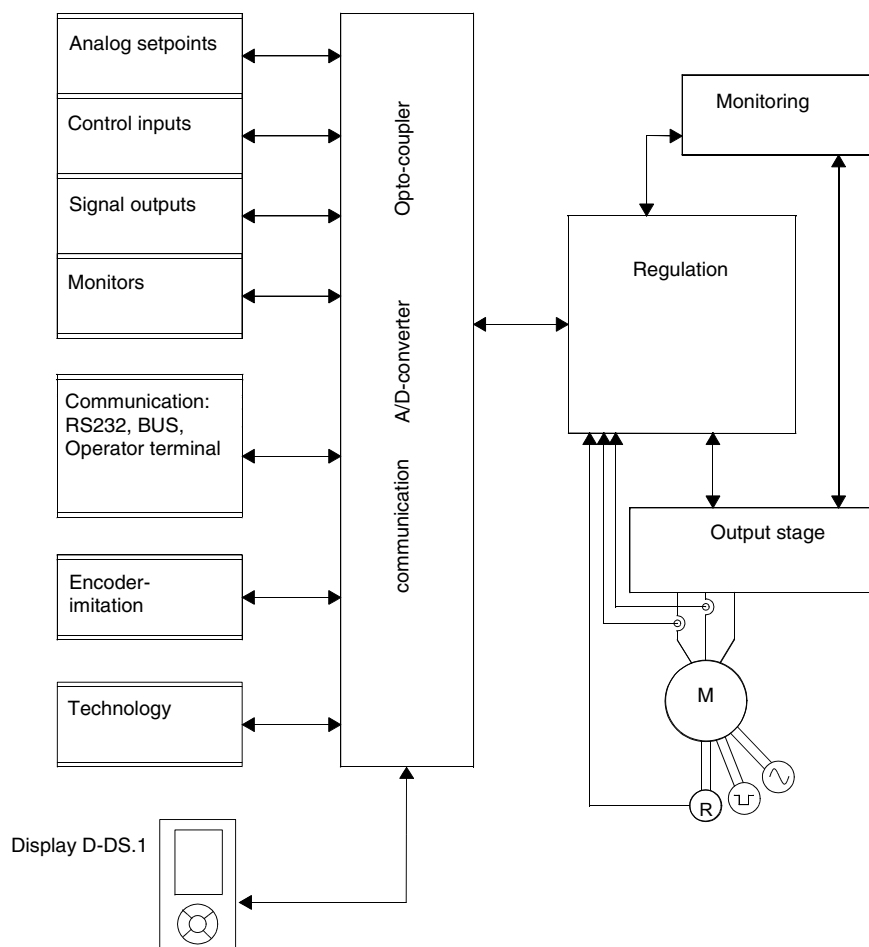 Analog setpoints
Control inputs
Signal outputs
Monitors
Communication:
RS232, BUS,
Operator terminal
Encoder-
imitation
Technology
Display D-DS.1
Opto-coupler
A/D-converter
communication
Monitoring
Regulation
Output stage
M
R